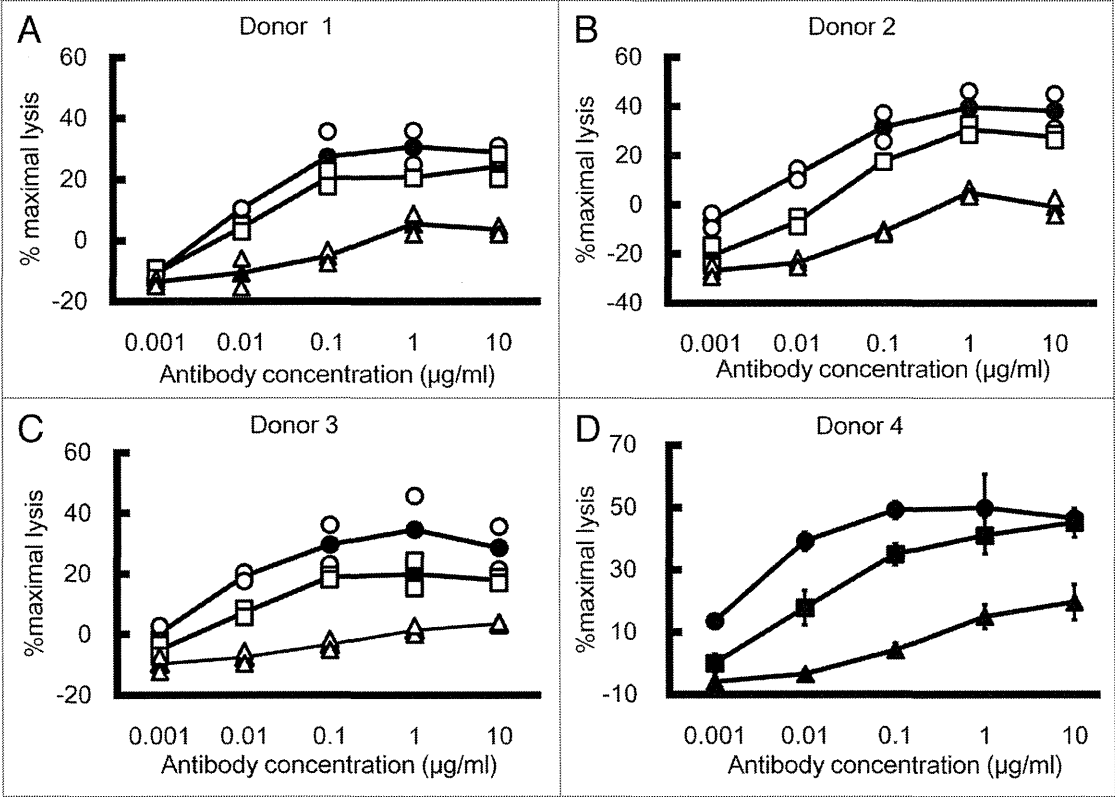 A
Donor 1
% maximal lysis
60
40
20
0
-20
0.001 0.01 0.1 1 10
Antibody concentration (µg/ml)
B
Donor 2
%maximal lysis
60
40
20
0
-20
-40
0.001 0.01 0.1 1 10
Antibody concentration (µg/ml)
C
Donor 3
%maximal lysis
60
40
20
0
-20
0.001 0.01 0.1 1 10
Antibody concentration (µg/ml)
D
Donor 4
%maximal lysis
70
50
30
10
-10
0.001 0.01 0.1 1 10
Antibody concentration (µg/ml)